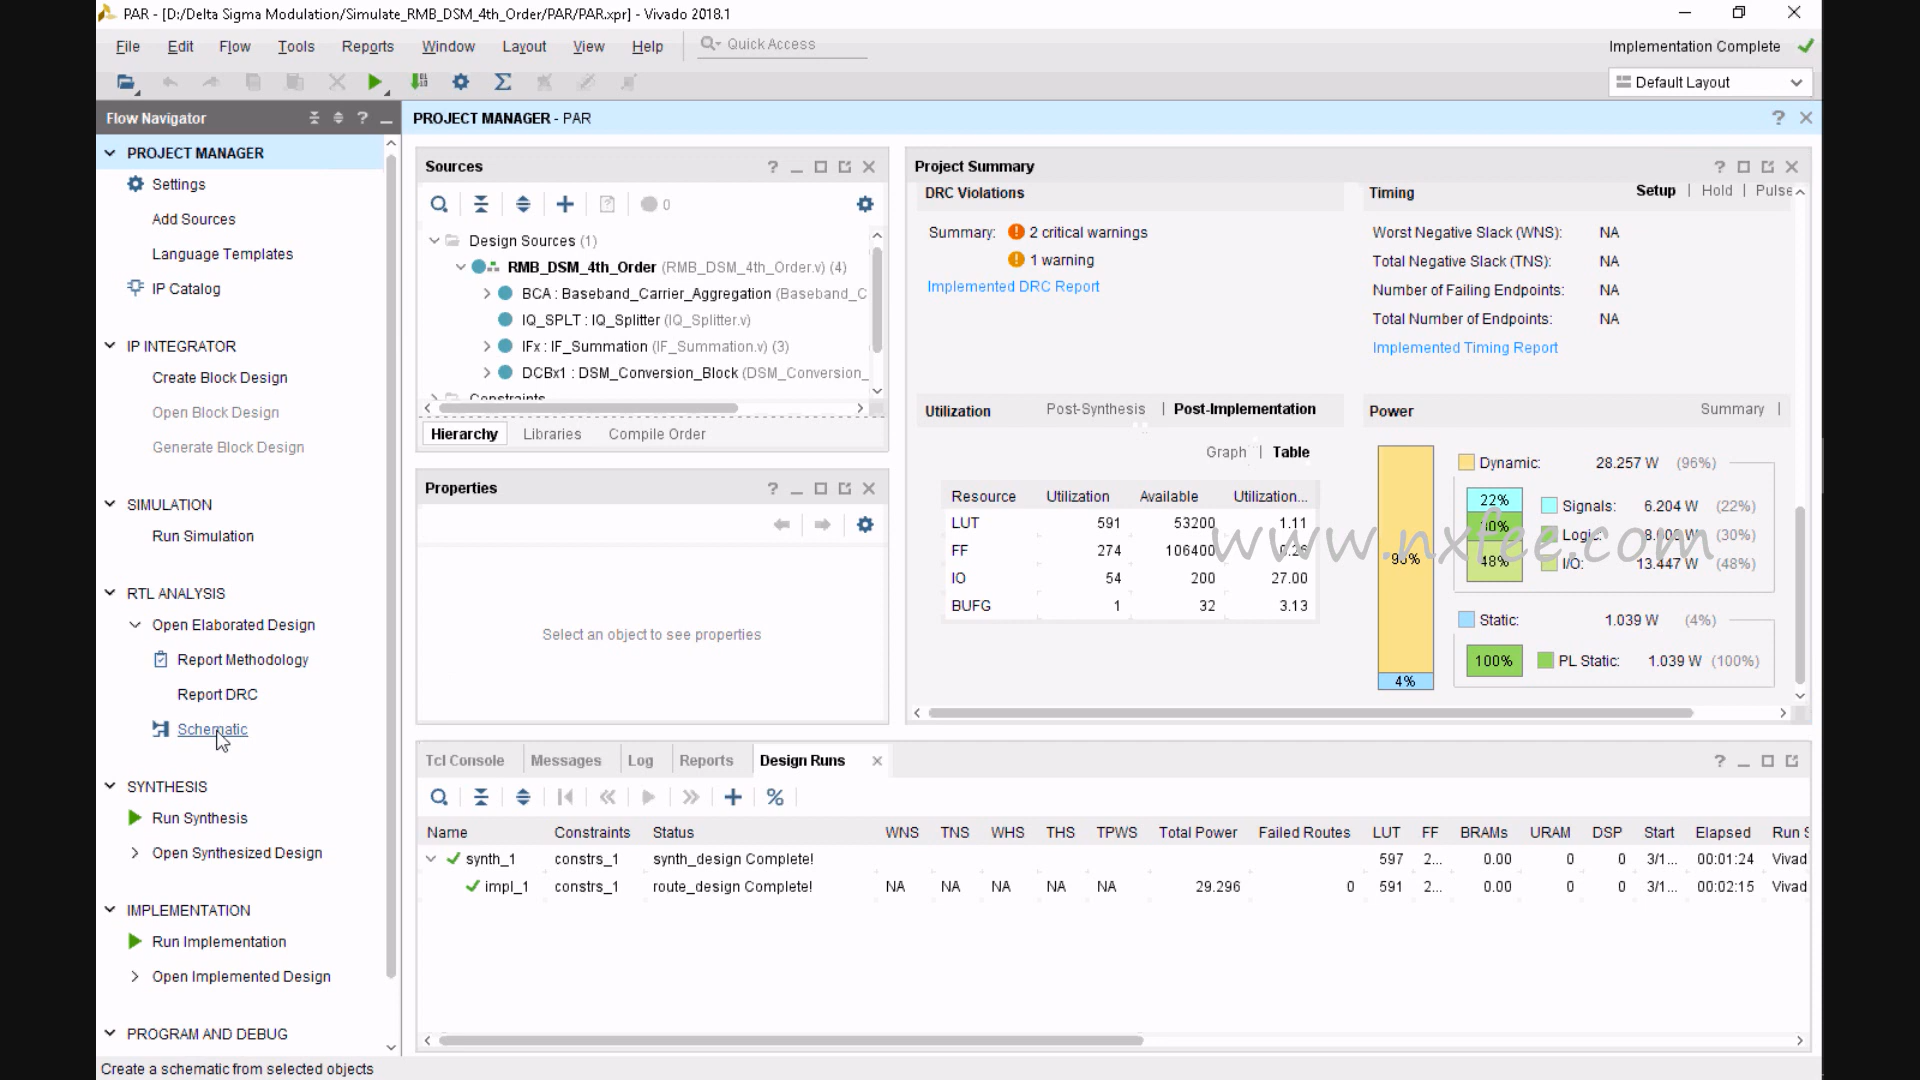 PAR - [D:/Delta Sigma Modulation/Simulate_RMB_DSM_4th_Order/PAR/PAR.xpr] - Vivado 2018.1
File Edit Flow Tools Reports Window Layout View Help Quick Access
Implementation Complete
Default Layout
Flow Navigator
PROJECT MANAGER
Settings
Add Sources
Language Templates
IP Catalog
IP INTEGRATOR
Create Block Design
Open Block Design
Generate Block Design
SIMULATION
Run Simulation
RTL ANALYSIS
Open Elaborated Design
Report Methodology
Report DRC
Schematic
SYNTHESIS
Run Synthesis
Open Synthesized Design
IMPLEMENTATION
Run Implementation
Open Implemented Design
PROGRAM AND DEBUG
PROJECT MANAGER - PAR
Sources
0
Design Sources (1)
RMB_DSM_4th_Order (RMB_DSM_4th_Order.v) (4)
BCA : Baseband_Carrier_Aggregation (Baseband_C
IQ_SPLT : IQ_Splitter (IQ_Splitter.v)
IFx : IF_Summation (IF_Summation.v) (3)
DCBx1 : DSM_Conversion_Block (DSM_Conversion_
Constraints
Hierarchy Libraries Compile Order
Properties
Select an object to see properties
Project Summary
DRC Violations
Summary: 2 critical warnings
1 warning
Implemented DRC Report
Timing Setup | Hold | Pulse
Worst Negative Slack (WNS): NA
Total Negative Slack (TNS): NA
Number of Failing Endpoints: NA
Total Number of Endpoints: NA
Implemented Timing Report
Utilization Post-Synthesis | Post-Implementation
Graph | Table
Resource Utilization Available Utilization...
LUT 591 53200 1.11
FF 274 106400 0.26
IO 54 200 27.00
BUFG 1 32 3.13
Power Summary |
96%
4%
Dynamic: 28.257 W (96%)
22% Signals: 6.204 W (22%)
30% Logic: (30%)
48% I/O: 13.447 W (48%)
Static: 1.039 W (4%)
100% PL Static: 1.039 W (100%)
www.nxfee.com
Tcl Console Messages Log Reports Design Runs
Name Constraints Status WNS TNS WHS THS TPWS Total Power Failed Routes LUT FF BRAMs URAM DSP Start Elapsed Run S
synth_1 constrs_1 synth_design Complete! 597 2... 0.00 0 0 3/1... 00:01:24 Vivad
impl_1 constrs_1 route_design Complete! NA NA NA NA NA 29.296 0 591 2... 0.00 0 0 3/1... 00:02:15 Vivad
Create a schematic from selected objects